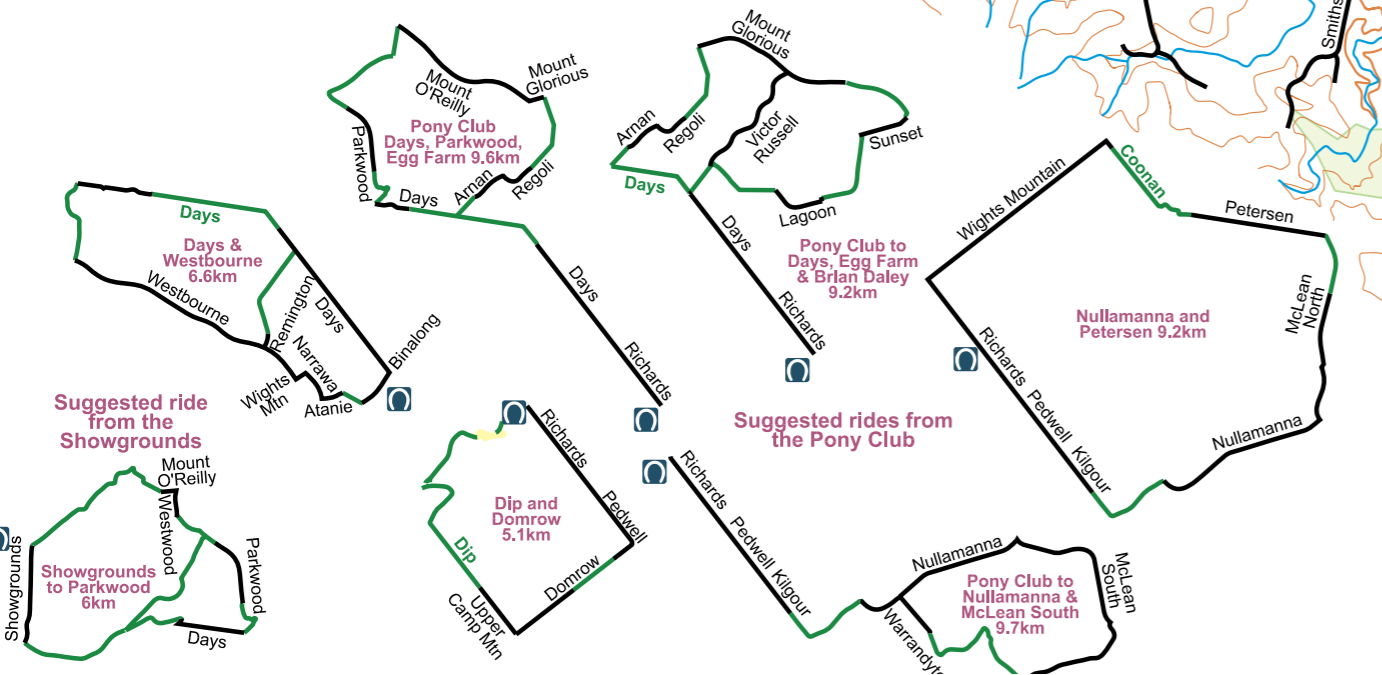 Mount
Glorious
Smiths
Mount
O'Reilly
Mount
Glorious
Pony Club
Days, Parkwood,
Egg Farm 9.6km
Parkwood
Days
Arnan
Regoli
Days
Richards
Arnan
Regoli
Victor
Russell
Sunset
Days
Lagoon
Days
Richards
Pony Club to
Days, Egg Farm
& Brian Daley
9.2km
Wights Mountain
Coonan
Petersen
McLean
North
Nullamanna and
Petersen 9.2km
Richards
Pedwell
Kilgour
Nullamanna
Days
Days &
Westbourne
6.6km
Westbourne
Remington
Days
Narrawa
Binalong
Wights
Mtn
Atanie
Suggested ride
from the
Showgrounds
Suggested rides from
the Pony Club
Mount
O'Reilly
Westwood
Parkwood
Showgrounds
Showgrounds
to Parkwood
6km
Days
Richards
Pedwell
Dip and
Domrow
5.1km
Dip
Domrow
Upper
Camp Mtn
Richards
Pedwell
Kilgour
Nullamanna
McLean
South
Pony Club to
Nullamanna &
McLean South
9.7km